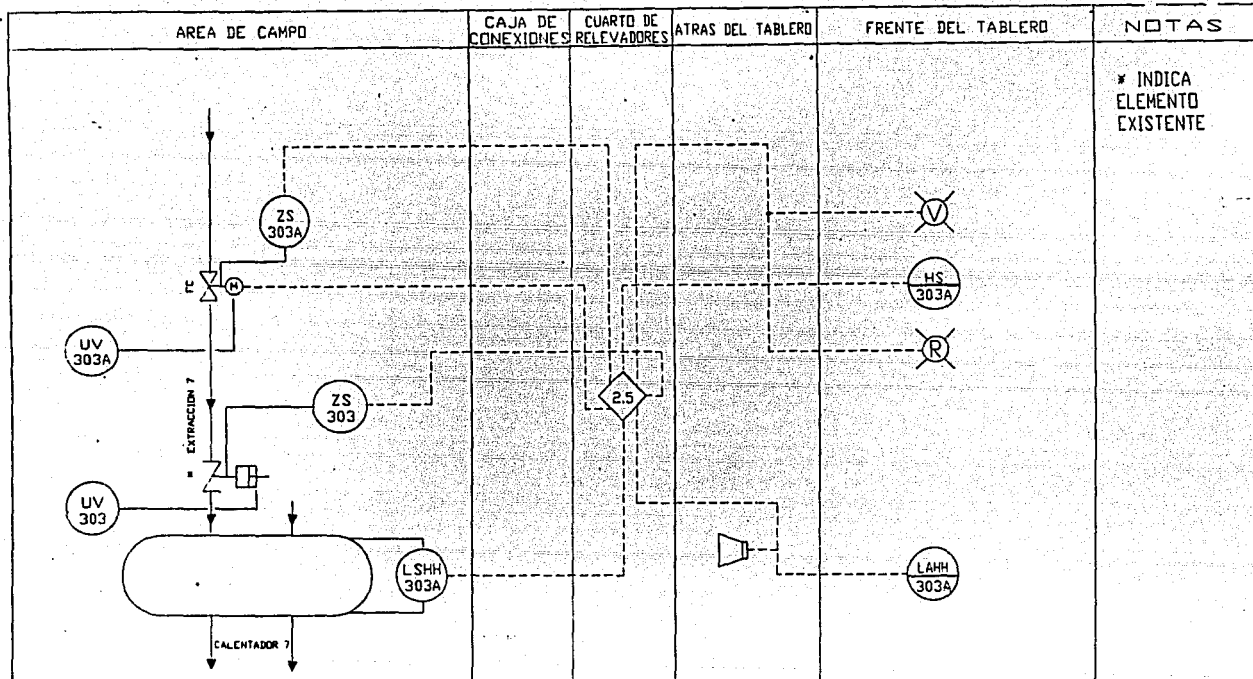 AREA DE CAMPO
CAJA DE
CONEXIONES
CUARTO DE
RELEVADORES
ATRAS DEL TABLERO
FRENTE DEL TABLERO
NOTAS
* INDICA
ELEMENTO
EXISTENTE
ZS
303A
V
FC
M
HS
303A
UV
303A
R
EXTRACCION 7
ZS
303
2.5
*
UV
303
LSHH
303A
LAHH
303A
CALENTADOR 7